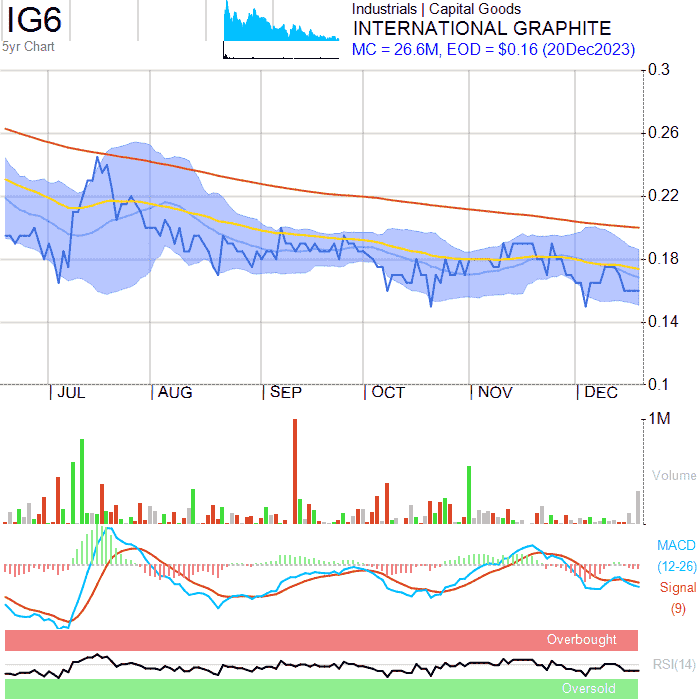 IG6
5yr Chart
Industrials | Capital Goods
INTERNATIONAL GRAPHITE
MC = 26.6M, EOD = $0.16 (20Dec2023)
0.3
0.26
0.22
0.18
0.14
0.1
JUL AUG SEP OCT NOV DEC
1M
Volume
MACD
(12-26)
Signal
(9)
Overbought
RSI(14)
Oversold